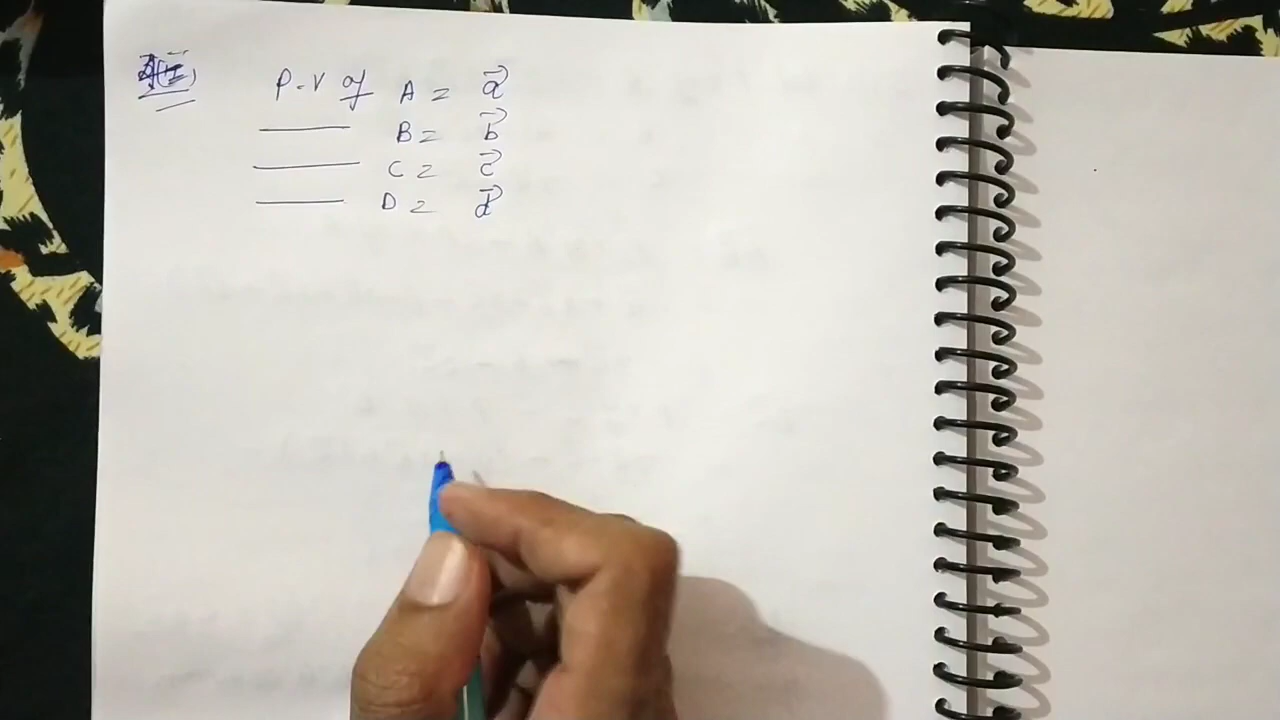 P.V of A = a⃗
B = b⃗
C = c⃗
D = d⃗